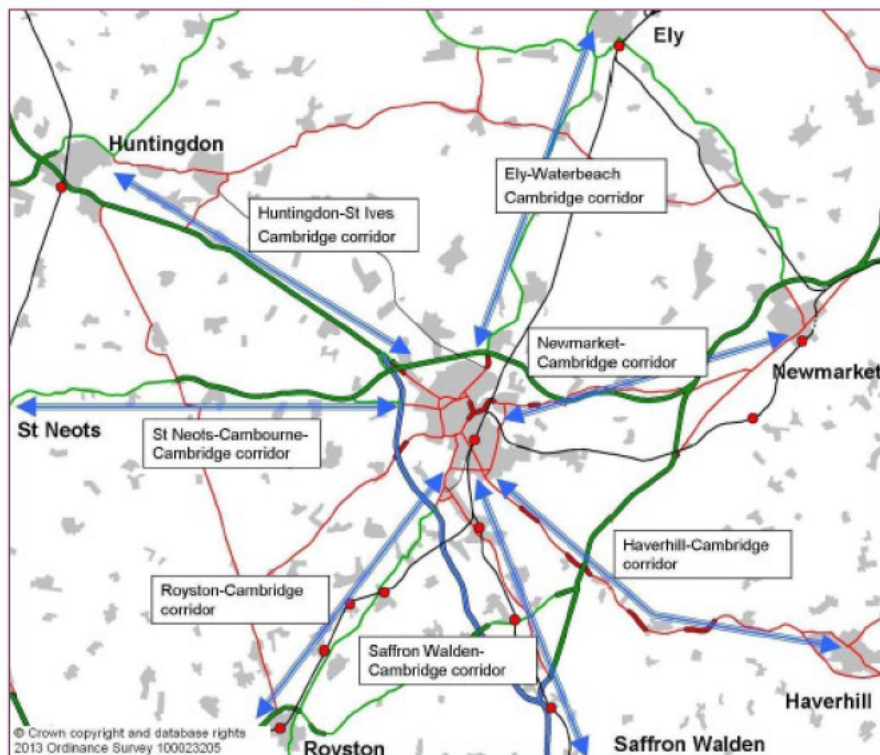 Ely
Huntingdon
Ely-Waterbeach
Cambridge corridor
Huntingdon-St Ives
Cambridge corridor
Newmarket-
Cambridge corridor
Newmarket
St Neots
St Neots-Cambourne-
Cambridge corridor
Haverhill-Cambridge
corridor
Royston-Cambridge
corridor
Saffron Walden-
Cambridge corridor
Haverhill
© Crown copyright and database rights
2013 Ordinance Survey 100023205
Royston
Saffron Walden